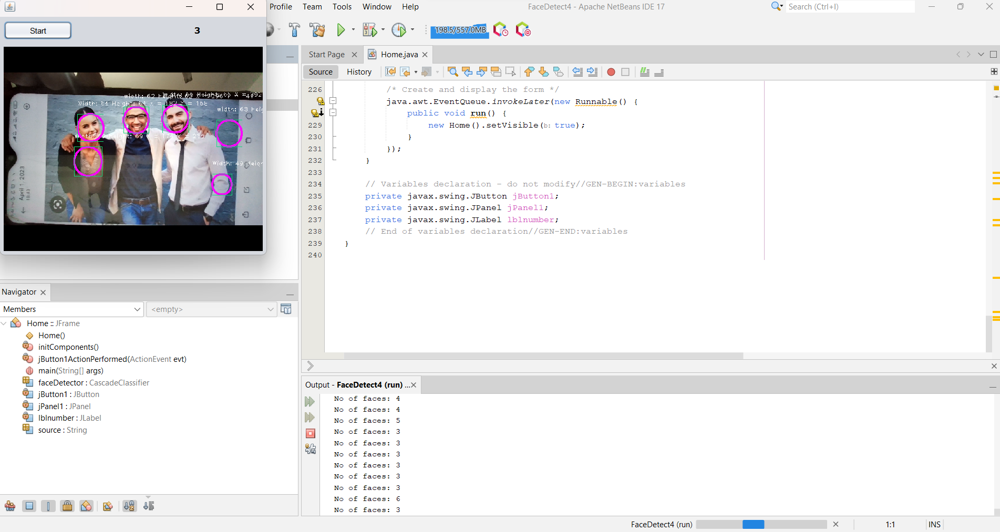 Profile Team Tools Window Help
FaceDetect4 - Apache NetBeans IDE 17
Search (Ctrl+I)
Start
3
198.5/557.0MB
Start Page
Home.java
Source
History
226 /* Create and display the form */
java.awt.EventQueue.invokeLater(new Runnable() {
public void run() {
229 new Home().setVisible(b: true);
230 }
231 });
232 }
233
234 // Variables declaration - do not modify//GEN-BEGIN:variables
235 private javax.swing.JButton jButton1;
236 private javax.swing.JPanel jPanel1;
237 private javax.swing.JLabel lblnumber;
238 // End of variables declaration//GEN-END:variables
239 }
240
April 1, 2023
18:43
Navigator
Members
<empty>
Home :: JFrame
Home()
initComponents()
jButton1ActionPerformed(ActionEvent evt)
main(String[] args)
faceDetector : CascadeClassifier
jButton1 : JButton
jPanel1 : JPanel
lblnumber : JLabel
source : String
Output - FaceDetect4 (run) ...
No of faces: 4
No of faces: 4
No of faces: 5
No of faces: 3
No of faces: 3
No of faces: 3
No of faces: 3
No of faces: 3
No of faces: 3
No of faces: 6
No of faces: 3
FaceDetect4 (run)
1:1
INS